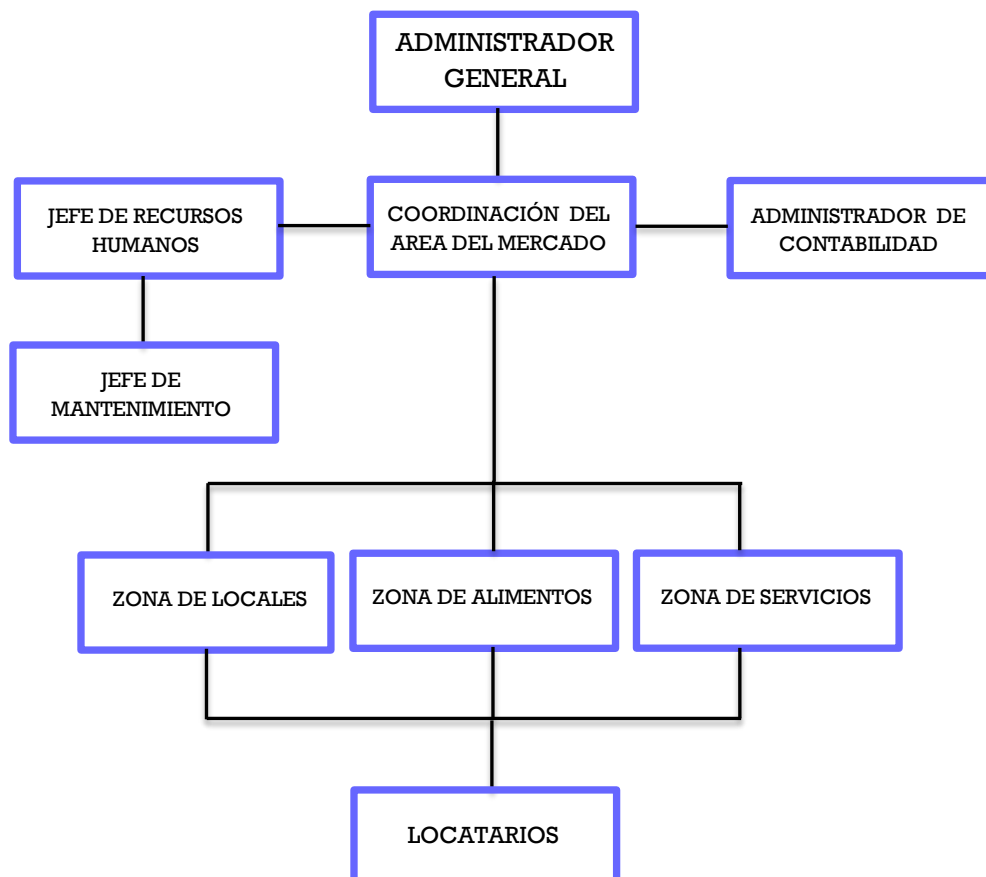 ADMINISTRADOR
GENERAL
JEFE DE RECURSOS
HUMANOS
COORDINACIÓN DEL
AREA DEL MERCADO
ADMINISTRADOR DE
CONTABILIDAD
JEFE DE
MANTENIMIENTO
ZONA DE LOCALES
ZONA DE ALIMENTOS
ZONA DE SERVICIOS
LOCATARIOS